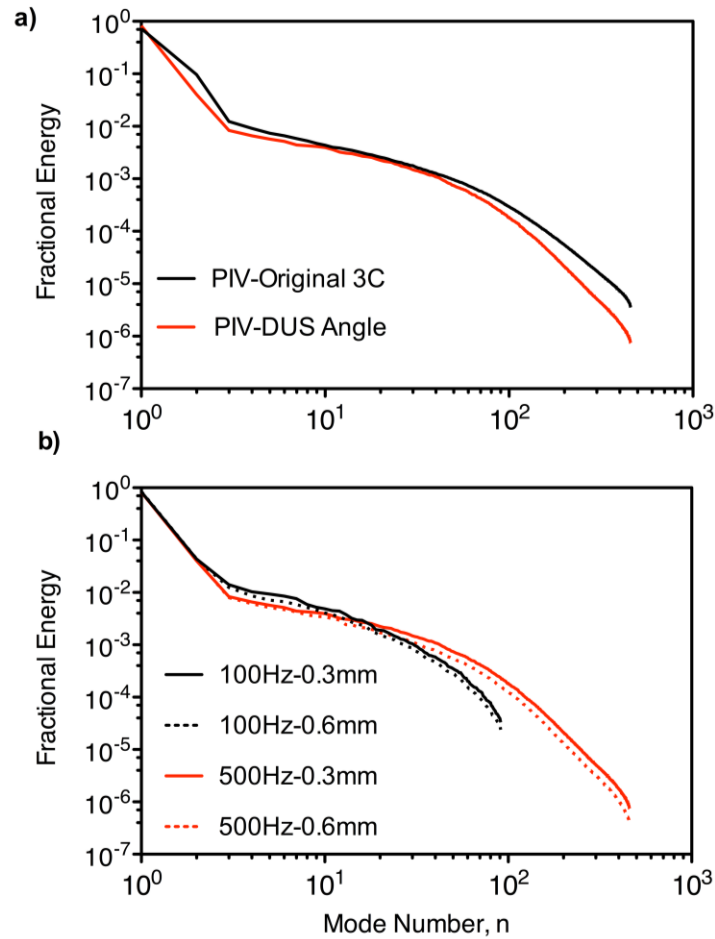 a)
10^0
10^-1
10^-2
10^-3
10^-4
10^-5
10^-6
10^-7
Fractional Energy
PIV-Original 3C
PIV-DUS Angle
10^0
10^1
10^2
10^3
b)
10^0
10^-1
10^-2
10^-3
10^-4
10^-5
10^-6
10^-7
Fractional Energy
100Hz-0.3mm
100Hz-0.6mm
500Hz-0.3mm
500Hz-0.6mm
10^0
10^1
10^2
10^3
Mode Number, n